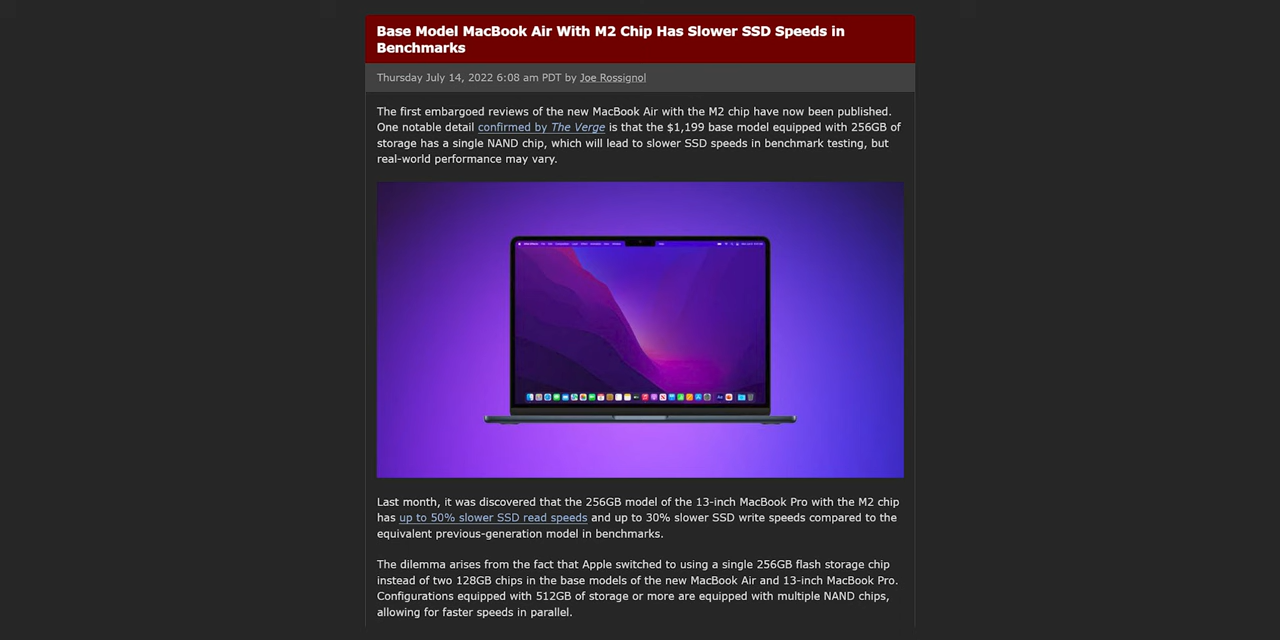 Base Model MacBook Air With M2 Chip Has Slower SSD Speeds in
Benchmarks
Thursday July 14, 2022 6:08 am PDT by Joe Rossignol
The first embargoed reviews of the new MacBook Air with the M2 chip have now been published.
One notable detail confirmed by The Verge is that the $1,199 base model equipped with 256GB of
storage has a single NAND chip, which will lead to slower SSD speeds in benchmark testing, but
real-world performance may vary.
Last month, it was discovered that the 256GB model of the 13-inch MacBook Pro with the M2 chip
has up to 50% slower SSD read speeds and up to 30% slower SSD write speeds compared to the
equivalent previous-generation model in benchmarks.
The dilemma arises from the fact that Apple switched to using a single 256GB flash storage chip
instead of two 128GB chips in the base models of the new MacBook Air and 13-inch MacBook Pro.
Configurations equipped with 512GB of storage or more are equipped with multiple NAND chips,
allowing for faster speeds in parallel.